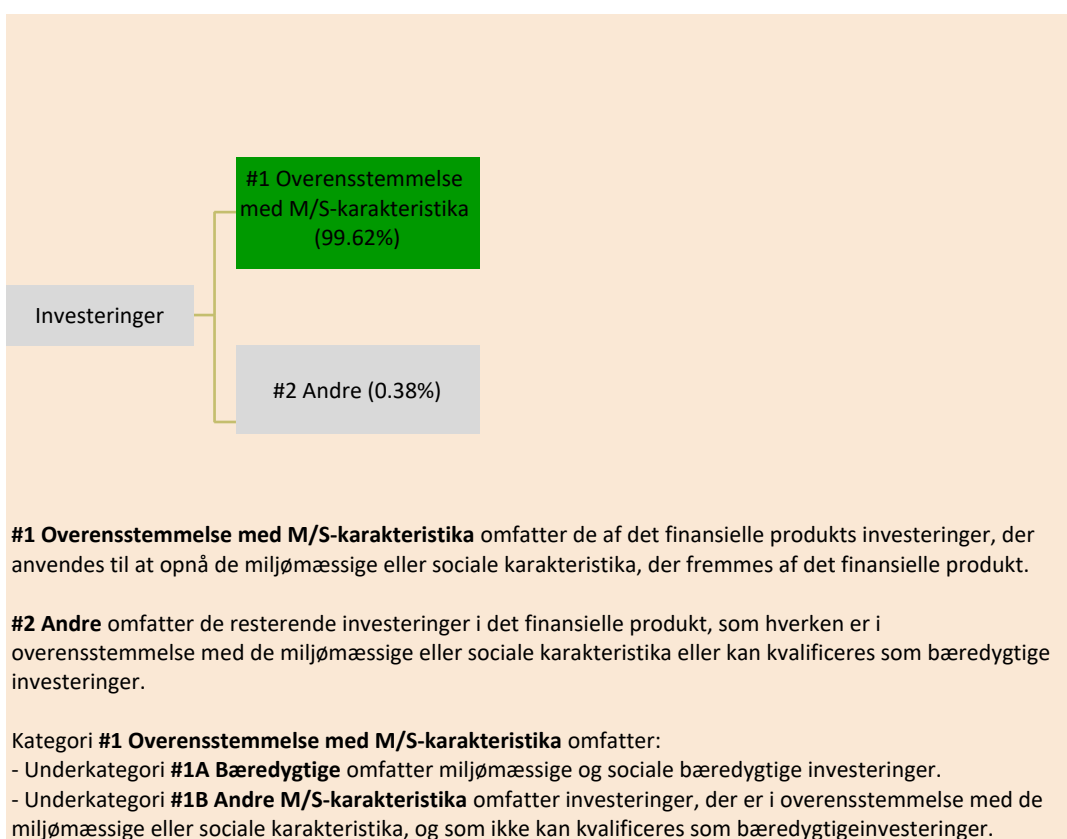 #1 Overensstemmelse
med M/S-karakteristika
(99.62%)
Investeringer
#2 Andre (0.38%)
#1 Overensstemmelse med M/S-karakteristika omfatter de af det finansielle produkts investeringer, der
anvendes til at opnå de miljømæssige eller sociale karakteristika, der fremmes af det finansielle produkt.
#2 Andre omfatter de resterende investeringer i det finansielle produkt, som hverken er i
overensstemmelse med de miljømæssige eller sociale karakteristika eller kan kvalificeres som bæredygtige
investeringer.
Kategori #1 Overensstemmelse med M/S-karakteristika omfatter:
- Underkategori #1A Bæredygtige omfatter miljømæssige og sociale bæredygtige investeringer.
- Underkategori #1B Andre M/S-karakteristika omfatter investeringer, der er i overensstemmelse med de
miljømæssige eller sociale karakteristika, og som ikke kan kvalificeres som bæredygtigeinvesteringer.